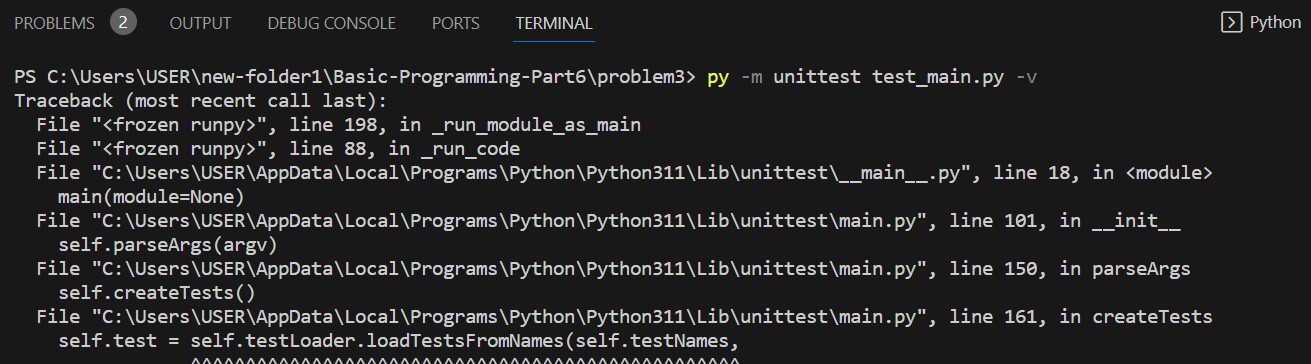 PROBLEMS 2 OUTPUT DEBUG CONSOLE PORTS TERMINAL Python
PS C:\Users\USER\new-folder1\Basic-Programming-Part6\problem3> py -m unittest test_main.py -v
Traceback (most recent call last):
  File "<frozen runpy>", line 198, in _run_module_as_main
  File "<frozen runpy>", line 88, in _run_code
  File "C:\Users\USER\AppData\Local\Programs\Python\Python311\Lib\unittest\__main__.py", line 18, in <module>
    main(module=None)
  File "C:\Users\USER\AppData\Local\Programs\Python\Python311\Lib\unittest\main.py", line 101, in __init__
    self.parseArgs(argv)
  File "C:\Users\USER\AppData\Local\Programs\Python\Python311\Lib\unittest\main.py", line 150, in parseArgs
    self.createTests()
  File "C:\Users\USER\AppData\Local\Programs\Python\Python311\Lib\unittest\main.py", line 161, in createTests
    self.test = self.testLoader.loadTestsFromNames(self.testNames,
                ^^^^^^^^^^^^^^^^^^^^^^^^^^^^^^^^^^^^^^^^^^^^^^^^^^